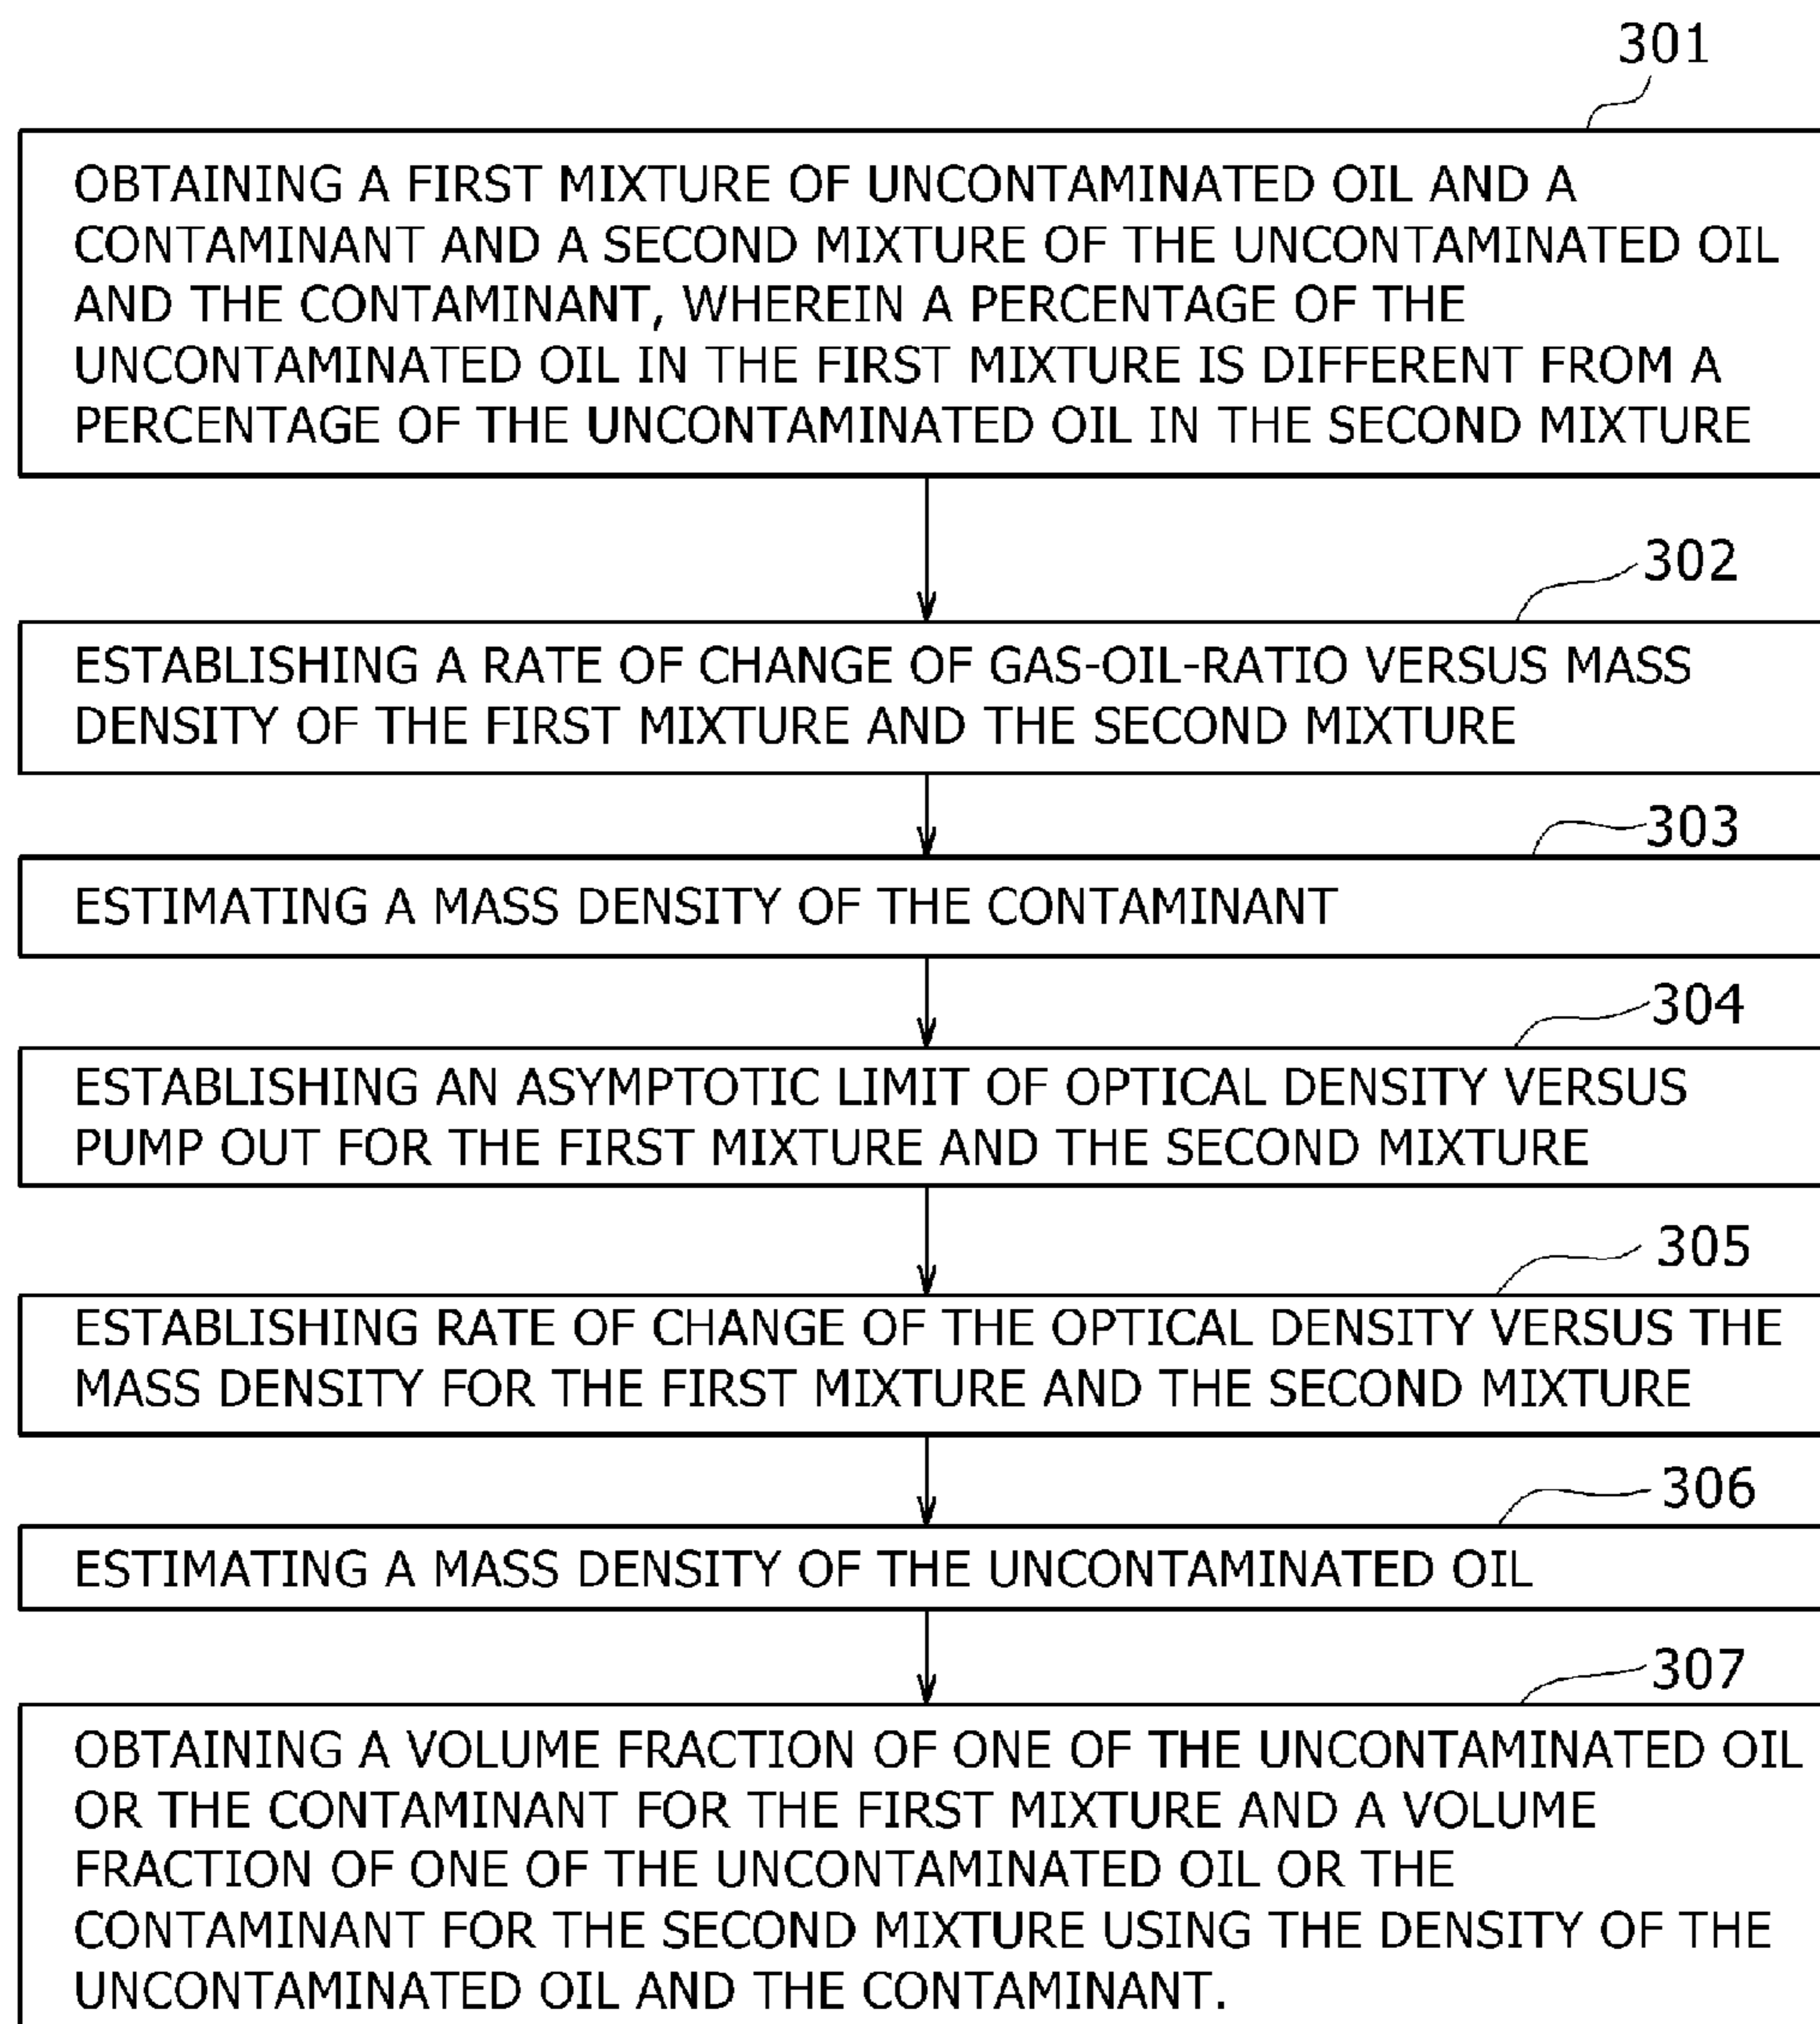 301
OBTAINING A FIRST MIXTURE OF UNCONTAMINATED OIL AND A
CONTAMINANT AND A SECOND MIXTURE OF THE UNCONTAMINATED OIL
AND THE CONTAMINANT, WHEREIN A PERCENTAGE OF THE
UNCONTAMINATED OIL IN THE FIRST MIXTURE IS DIFFERENT FROM A
PERCENTAGE OF THE UNCONTAMINATED OIL IN THE SECOND MIXTURE
302
ESTABLISHING A RATE OF CHANGE OF GAS-OIL-RATIO VERSUS MASS
DENSITY OF THE FIRST MIXTURE AND THE SECOND MIXTURE
303
ESTIMATING A MASS DENSITY OF THE CONTAMINANT
304
ESTABLISHING AN ASYMPTOTIC LIMIT OF OPTICAL DENSITY VERSUS
PUMP OUT FOR THE FIRST MIXTURE AND THE SECOND MIXTURE
305
ESTABLISHING RATE OF CHANGE OF THE OPTICAL DENSITY VERSUS THE
MASS DENSITY FOR THE FIRST MIXTURE AND THE SECOND MIXTURE
306
ESTIMATING A MASS DENSITY OF THE UNCONTAMINATED OIL
307
OBTAINING A VOLUME FRACTION OF ONE OF THE UNCONTAMINATED OIL
OR THE CONTAMINANT FOR THE FIRST MIXTURE AND A VOLUME
FRACTION OF ONE OF THE UNCONTAMINATED OIL OR THE
CONTAMINANT FOR THE SECOND MIXTURE USING THE DENSITY OF THE
UNCONTAMINATED OIL AND THE CONTAMINANT.